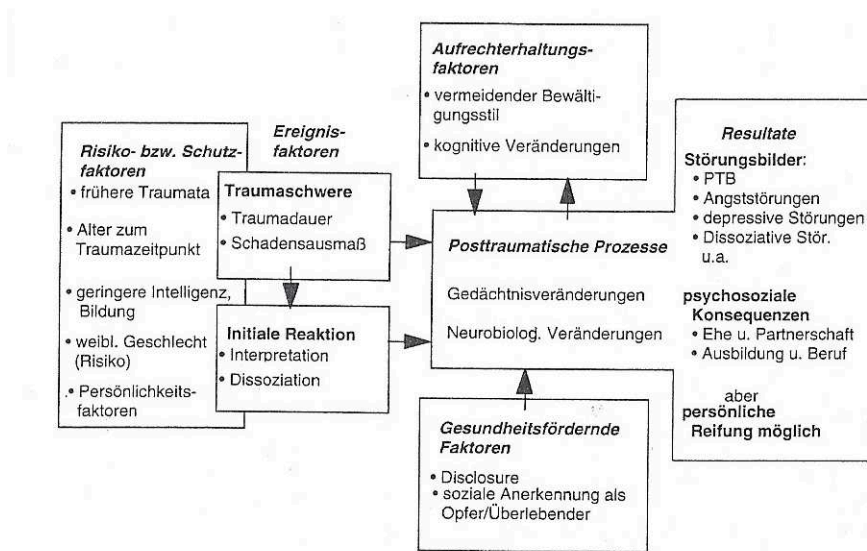 Aufrechterhaltungs-
faktoren
• vermeidender Bewälti-
gungsstil
• kognitive Veränderungen
Risiko- bzw. Schutz-
faktoren
• frühere Traumata
• Alter zum
Traumazeitpunkt
• geringere Intelligenz,
Bildung
• weibl. Geschlecht
(Risiko)
• Persönlichkeits-
faktoren
Ereignis-
faktoren
Traumaschwere
• Traumadauer
• Schadensausmaß
Initiale Reaktion
• Interpretation
• Dissoziation
Posttraumatische Prozesse
Gedächtnisveränderungen
Neurobiolog. Veränderungen
Gesundheitsfördernde
Faktoren
• Disclosure
• soziale Anerkennung als
Opfer/Überlebender
Resultate
Störungsbilder:
• PTB
• Angststörungen
• depressive Störungen
• Dissoziative Stör.
u.a.
psychosoziale
Konsequenzen
• Ehe u. Partnerschaft
• Ausbildung u. Beruf
aber
persönliche
Reifung möglich